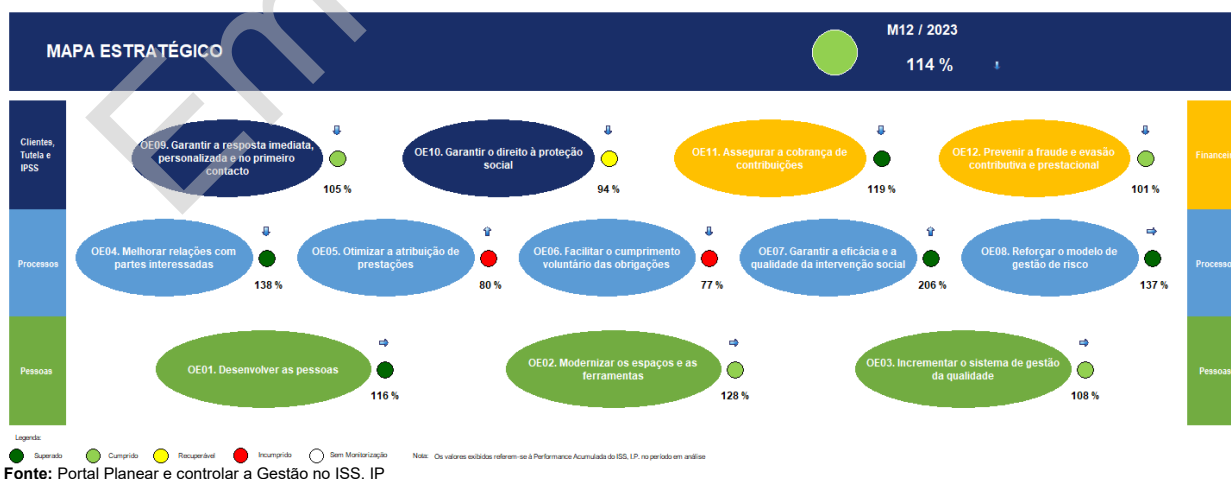 MAPA ESTRATÉGICO
M12 / 2023
114 %
Clientes,
Tutela e
IPSS
OE09. Garantir a resposta imediata,
personalizada e no primeiro
contacto
105 %
OE10. Garantir o direito à proteção
social
94 %
OE11. Assegurar a cobrança de
contribuições
119 %
OE12. Prevenir a fraude e evasão
contributiva e prestacional
101 %
Financei
Processos
OE04. Melhorar relações com
partes interessadas
138 %
OE05. Otimizar a atribuição de
prestações
80 %
OE06. Facilitar o cumprimento
voluntário das obrigações
77 %
OE07. Garantir a eficácia e a
qualidade da intervenção social
206 %
OE08. Reforçar o modelo de
gestão de risco
137 %
Processo
Pessoas
OE01. Desenvolver as pessoas
116 %
OE02. Modernizar os espaços e as
ferramentas
128 %
OE03. Incrementar o sistema de gestão
da qualidade
108 %
Pessoas
Legenda:
Superado
Cumprido
Recuperável
Incumprido
Sem Monitorização
Nota: Os valores exibidos referem-se à Performance Acumulada do ISS, I.P. no período em análise
Fonte: Portal Planear e controlar a Gestão no ISS, IP
Em